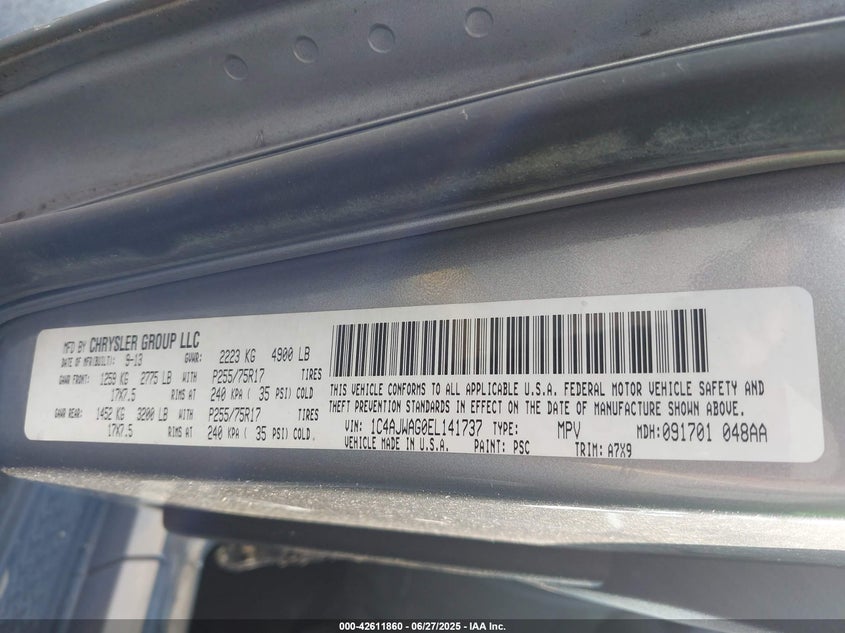 MFD BY CHRYSLER GROUP LLC
DATE OF MFR(BUILT): 9-13 GVWR: 2223 KG 4900 LB
GAWR FRONT: 1259 KG 2775 LB WITH P255/75R17 TIRES
17X7.5 RIMS AT 240 KPA ( 35 PSI) COLD
GAWR REAR: 1452 KG 3200 LB WITH P255/75R17 TIRES
17X7.5 RIMS AT 240 KPA ( 35 PSI) COLD
THIS VEHICLE CONFORMS TO ALL APPLICABLE U.S.A. FEDERAL MOTOR VEHICLE SAFETY AND
THEFT PREVENTION STANDARDS IN EFFECT ON THE DATE OF MANUFACTURE SHOWN ABOVE.
VIN: 1C4AJWAG0EL141737 TYPE: MPV MDH:091701 048AA
VEHICLE MADE IN U.S.A. PAINT: PSC TRIM: A7X9
000-42611860 - 06/27/2025 - IAA Inc.